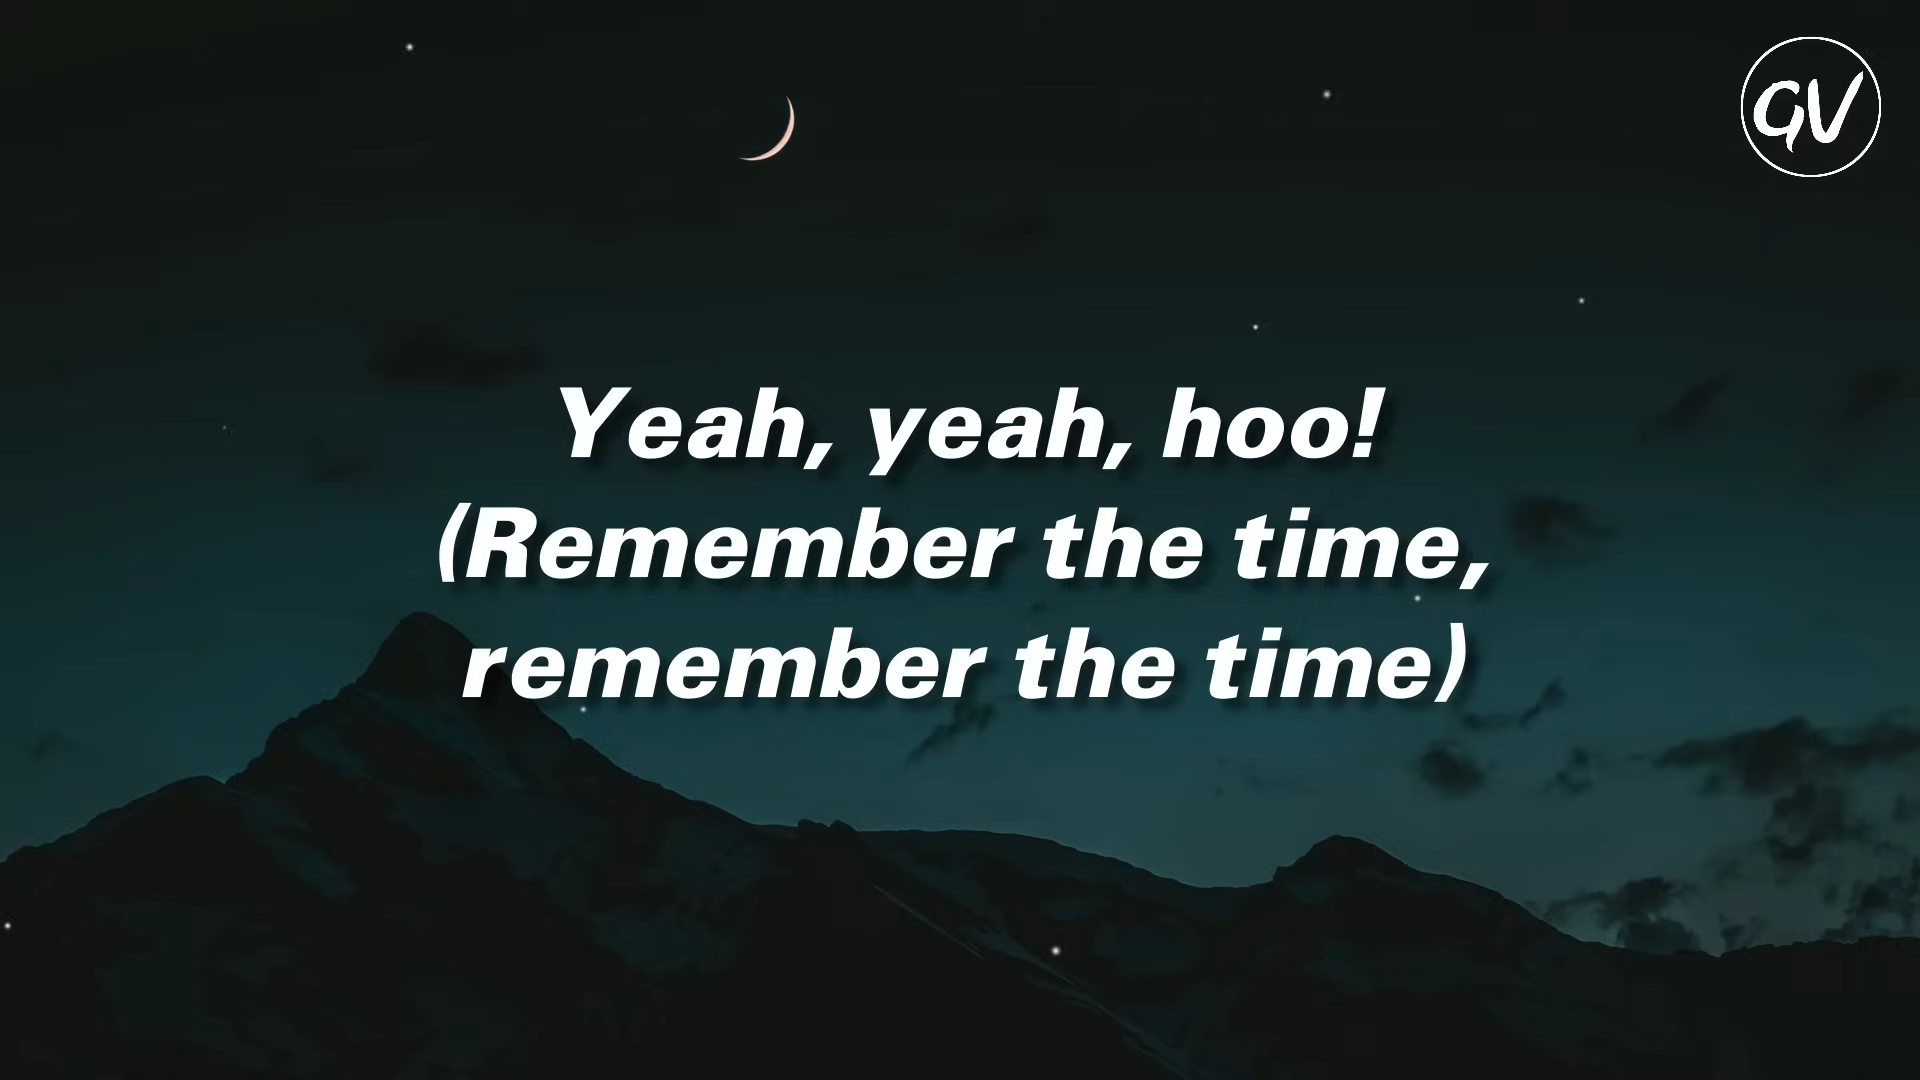 GV
Yeah, yeah, hoo!
(Remember the time,
remember the time)